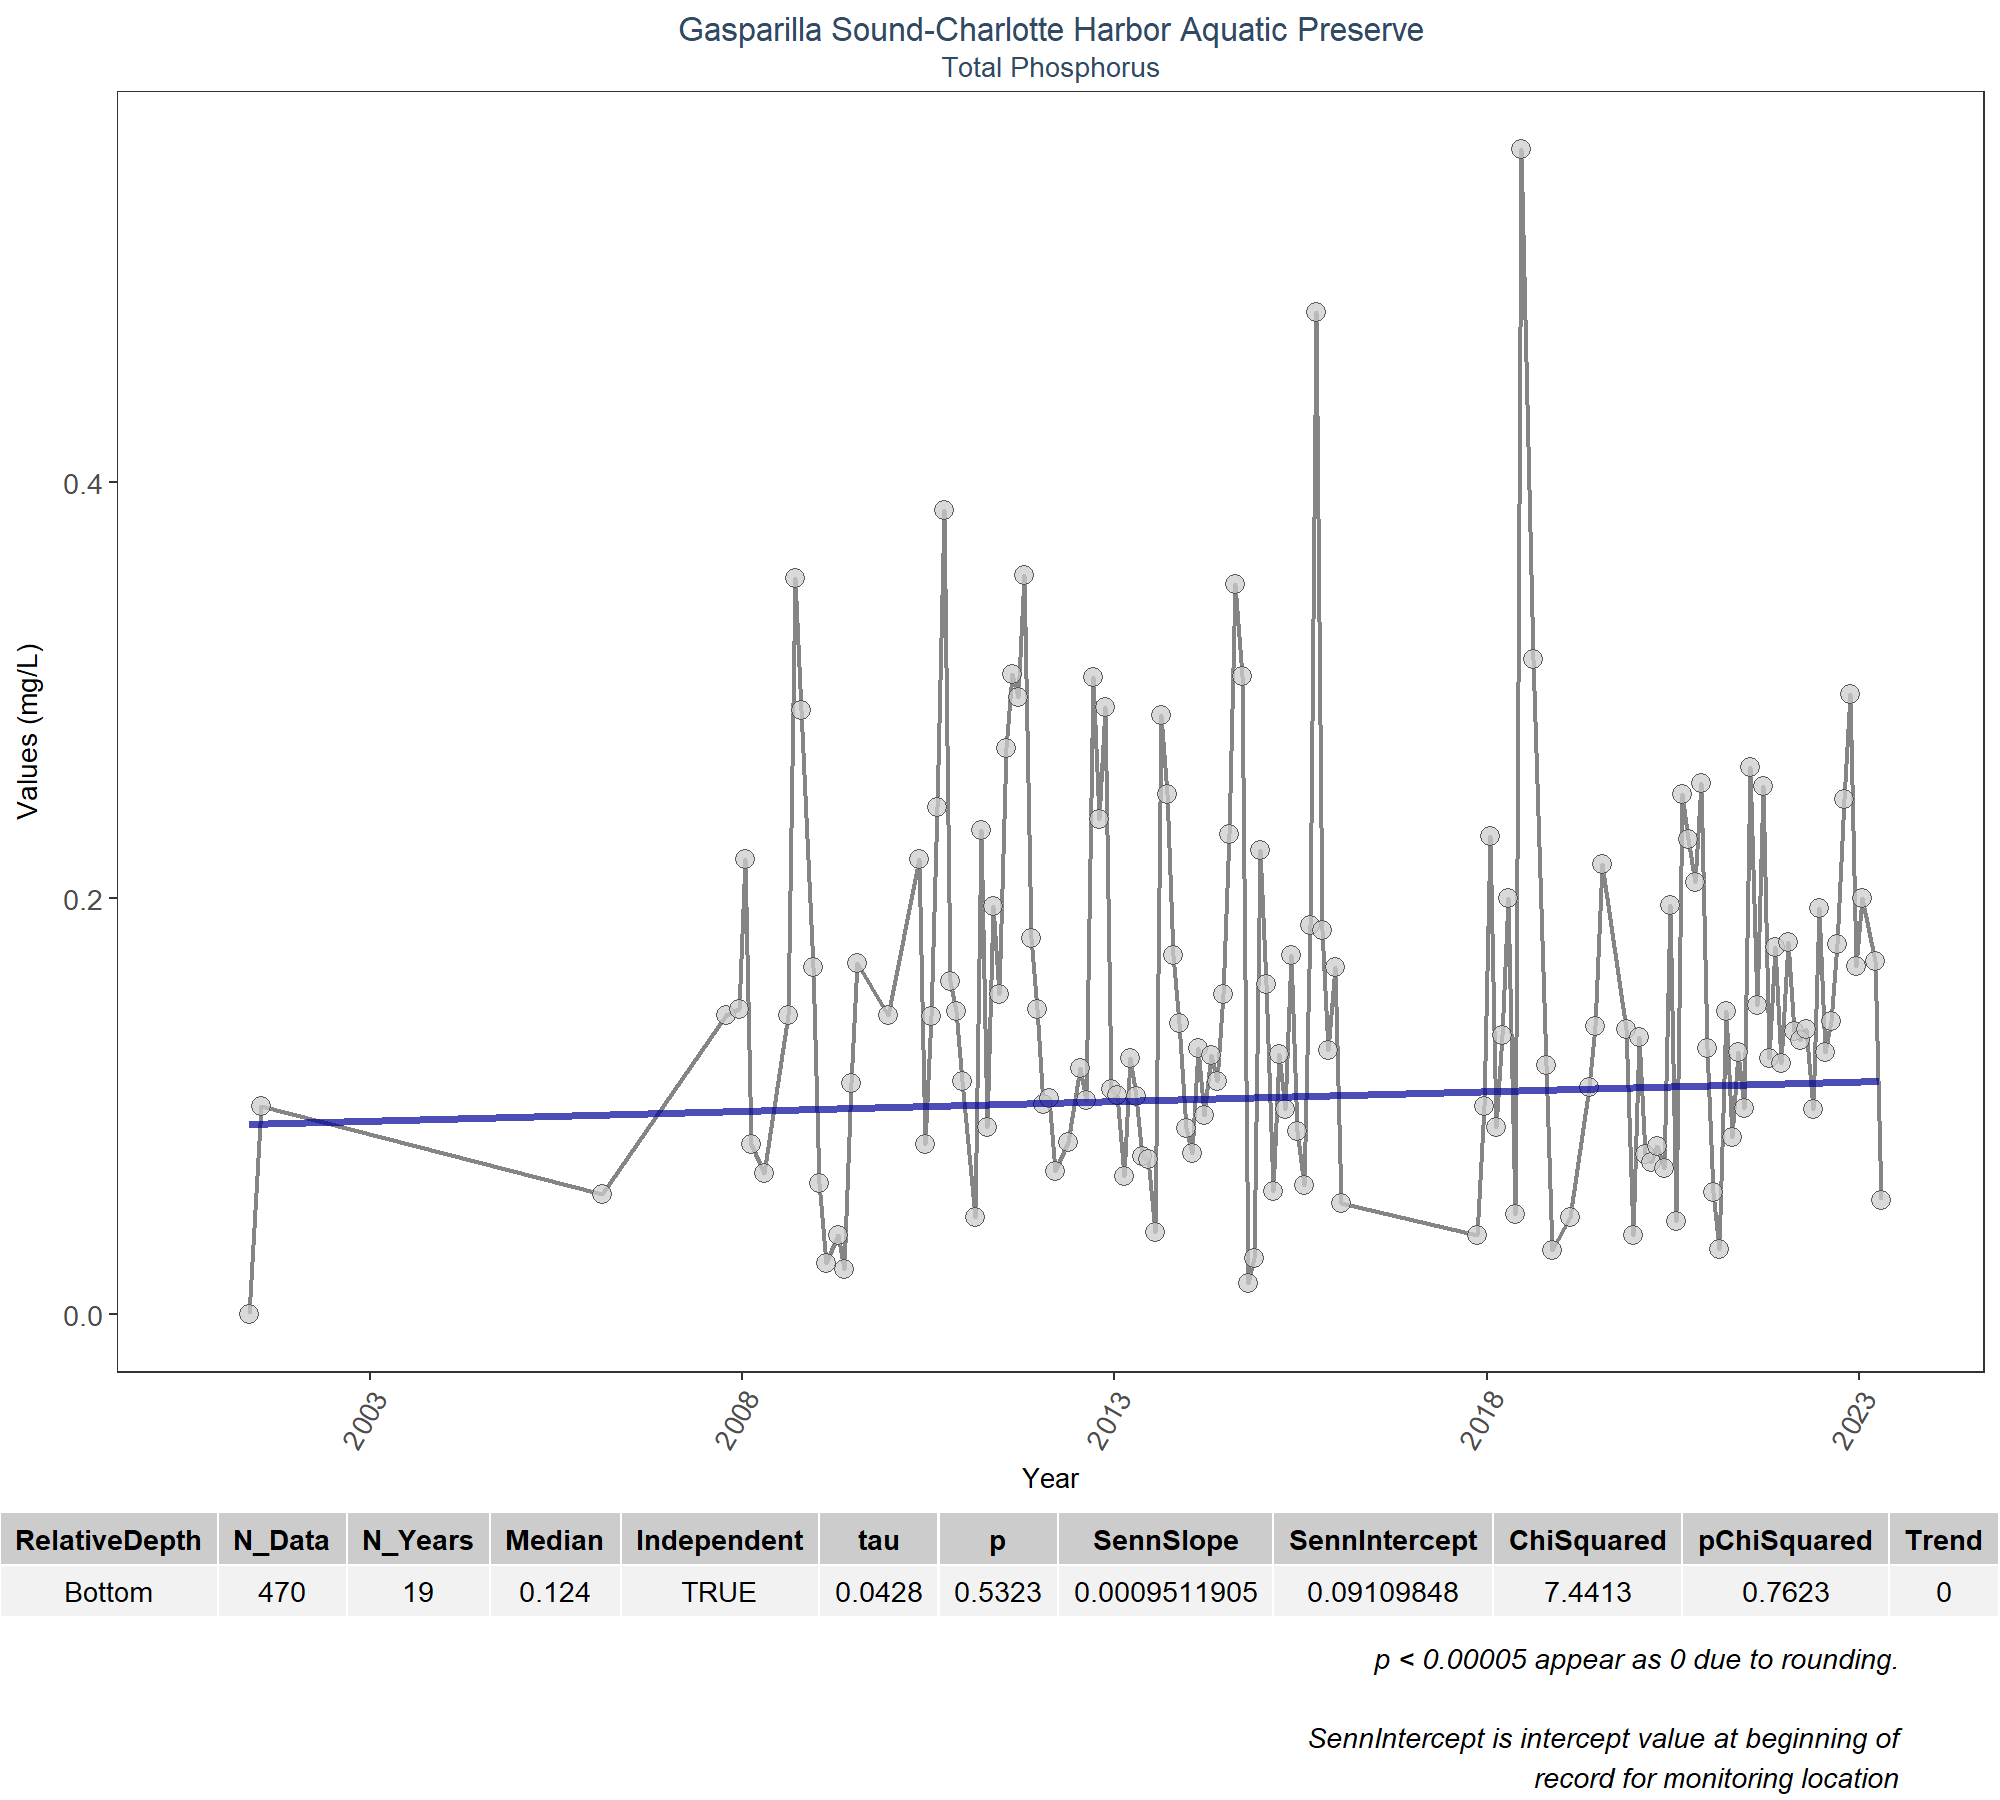 Gasparilla Sound-Charlotte Harbor Aquatic Preserve
Total Phosphorus
Values (mg/L)
0.4
0.2
0.0
2003 2008 2013 2018 2023
Year
RelativeDepth N_Data N_Years Median Independent tau p SennSlope SennIntercept ChiSquared pChiSquared Trend
Bottom 470 19 0.124 TRUE 0.0428 0.5323 0.0009511905 0.09109848 7.4413 0.7623 0
p < 0.00005 appear as 0 due to rounding.
SennIntercept is intercept value at beginning of
record for monitoring location